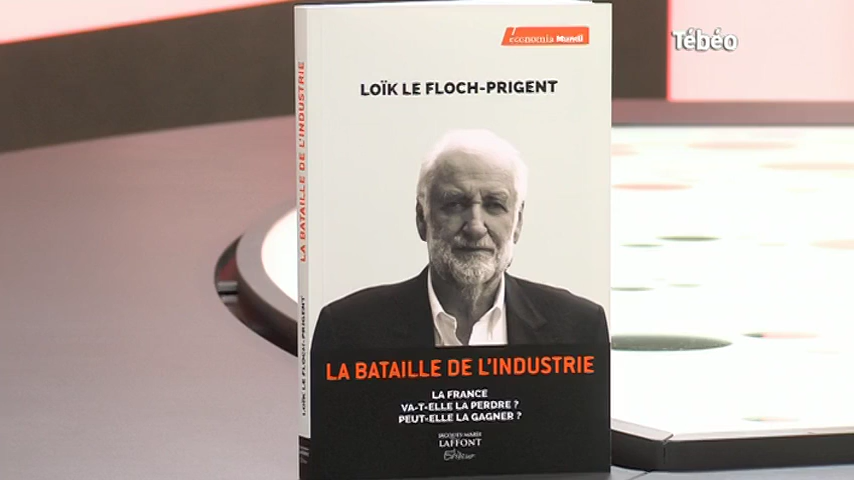 économia Mundi
Tébéo
LOÏK LE FLOCH-PRIGENT
LA BATAILLE DE L'INDUSTRIE
LA FRANCE
VA-T-ELLE LA PERDRE ?
PEUT-ELLE LA GAGNER ?
JACQUES-MARIE
LAFFONT
LA BATAILLE DE L'INDUSTRIE
LOÏK LE FLOCH-PRIGENT